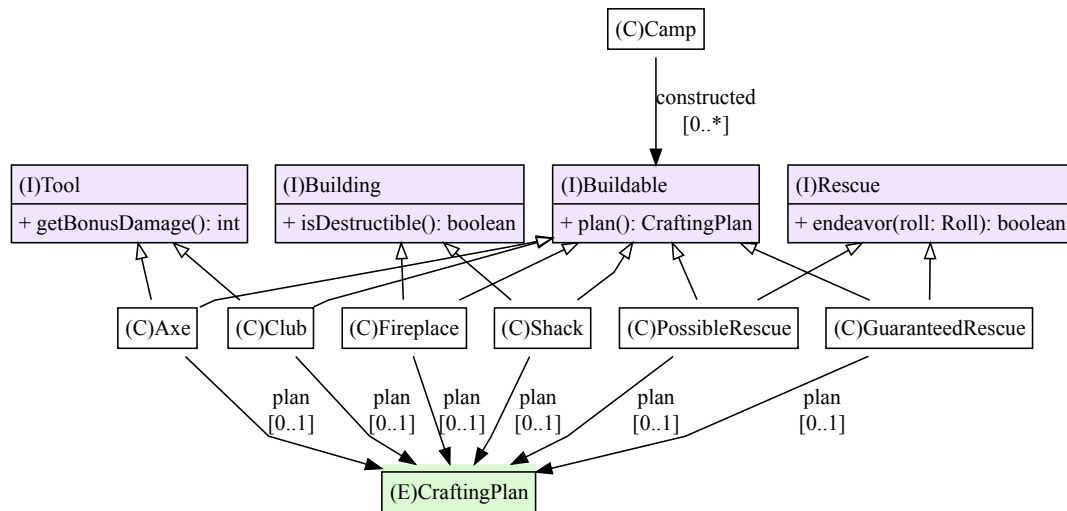 (C)Camp
constructed
[0..*]
(I)Tool
+ getBonusDamage(): int
(I)Building
+ isDestructible(): boolean
(I)Buildable
+ plan(): CraftingPlan
(I)Rescue
+ endeavor(roll: Roll): boolean
(C)Axe
(C)Club
(C)Fireplace
(C)Shack
(C)PossibleRescue
(C)GuaranteedRescue
plan
[0..1]
plan
[0..1]
plan
[0..1]
plan
[0..1]
plan
[0..1]
plan
[0..1]
(E)CraftingPlan